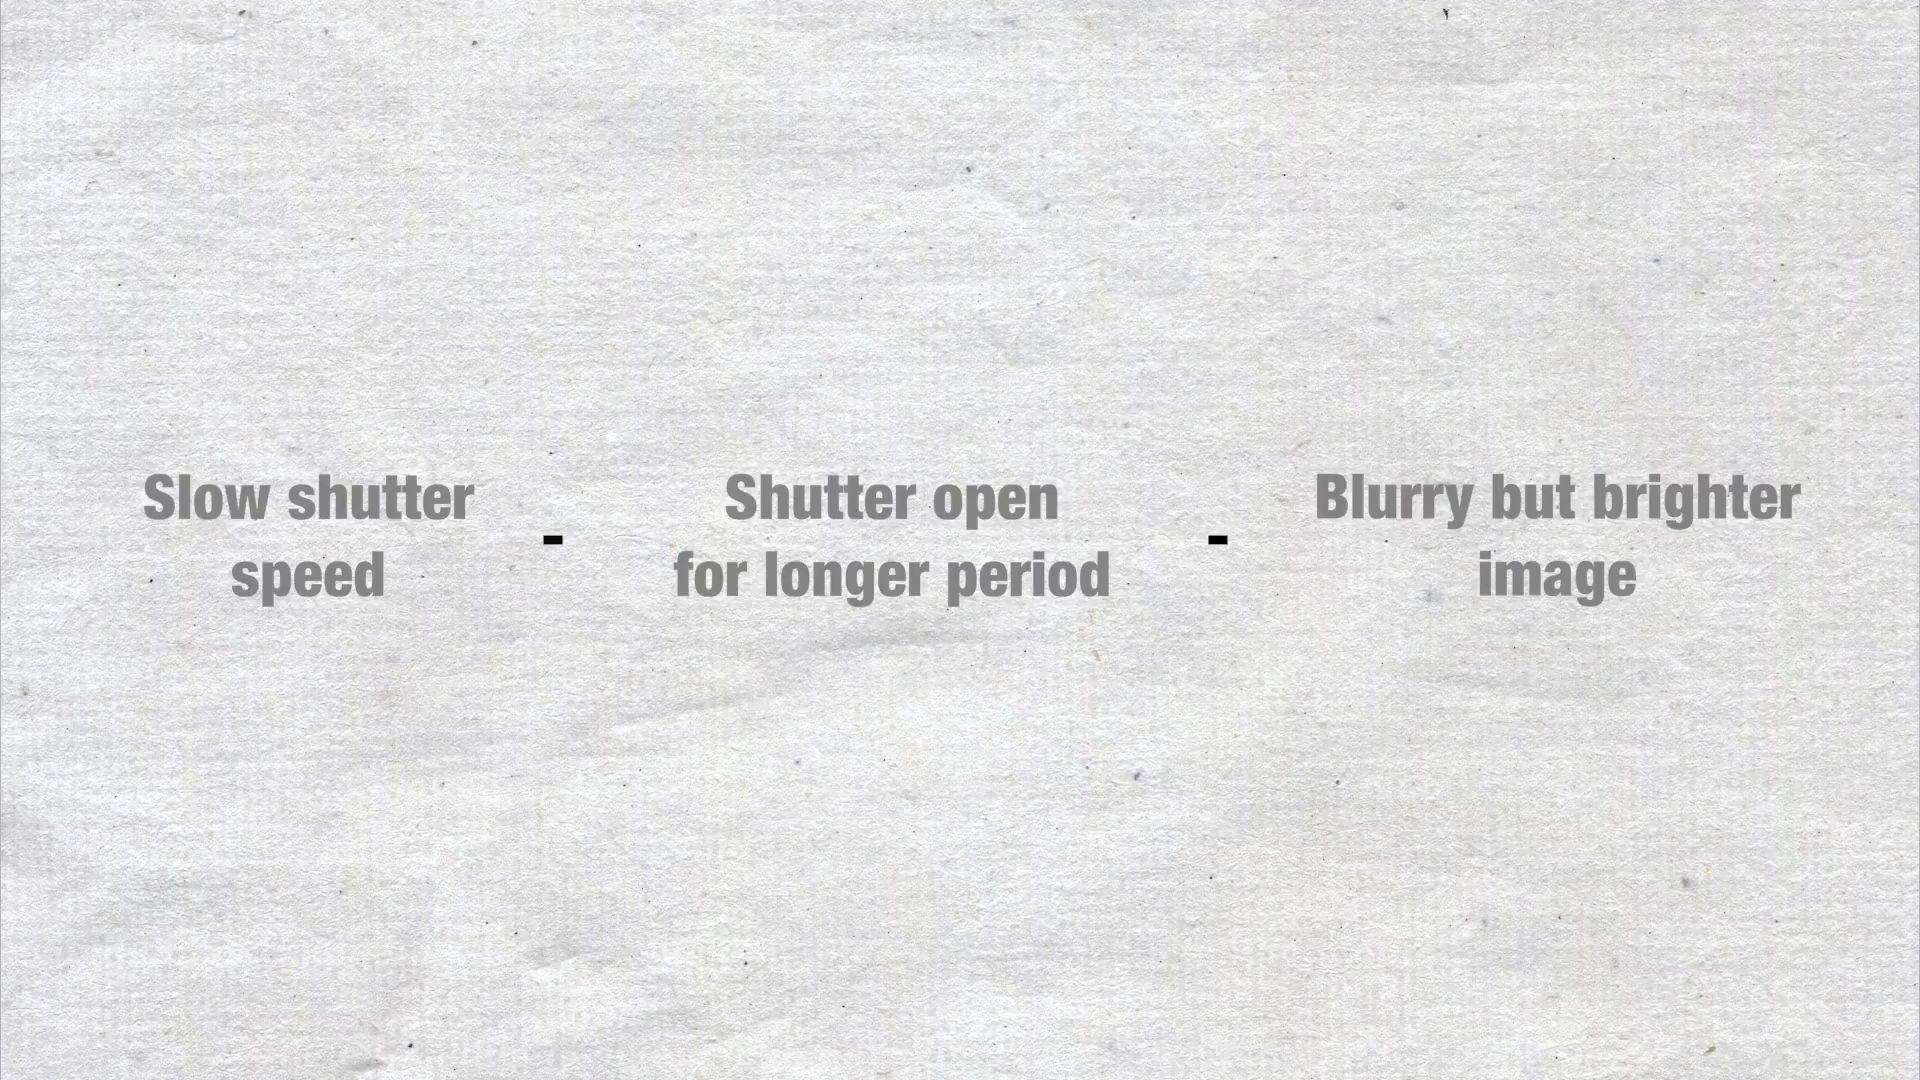 Slow shutter
speed
-
Shutter open
for longer period
-
Blurry but brighter
image